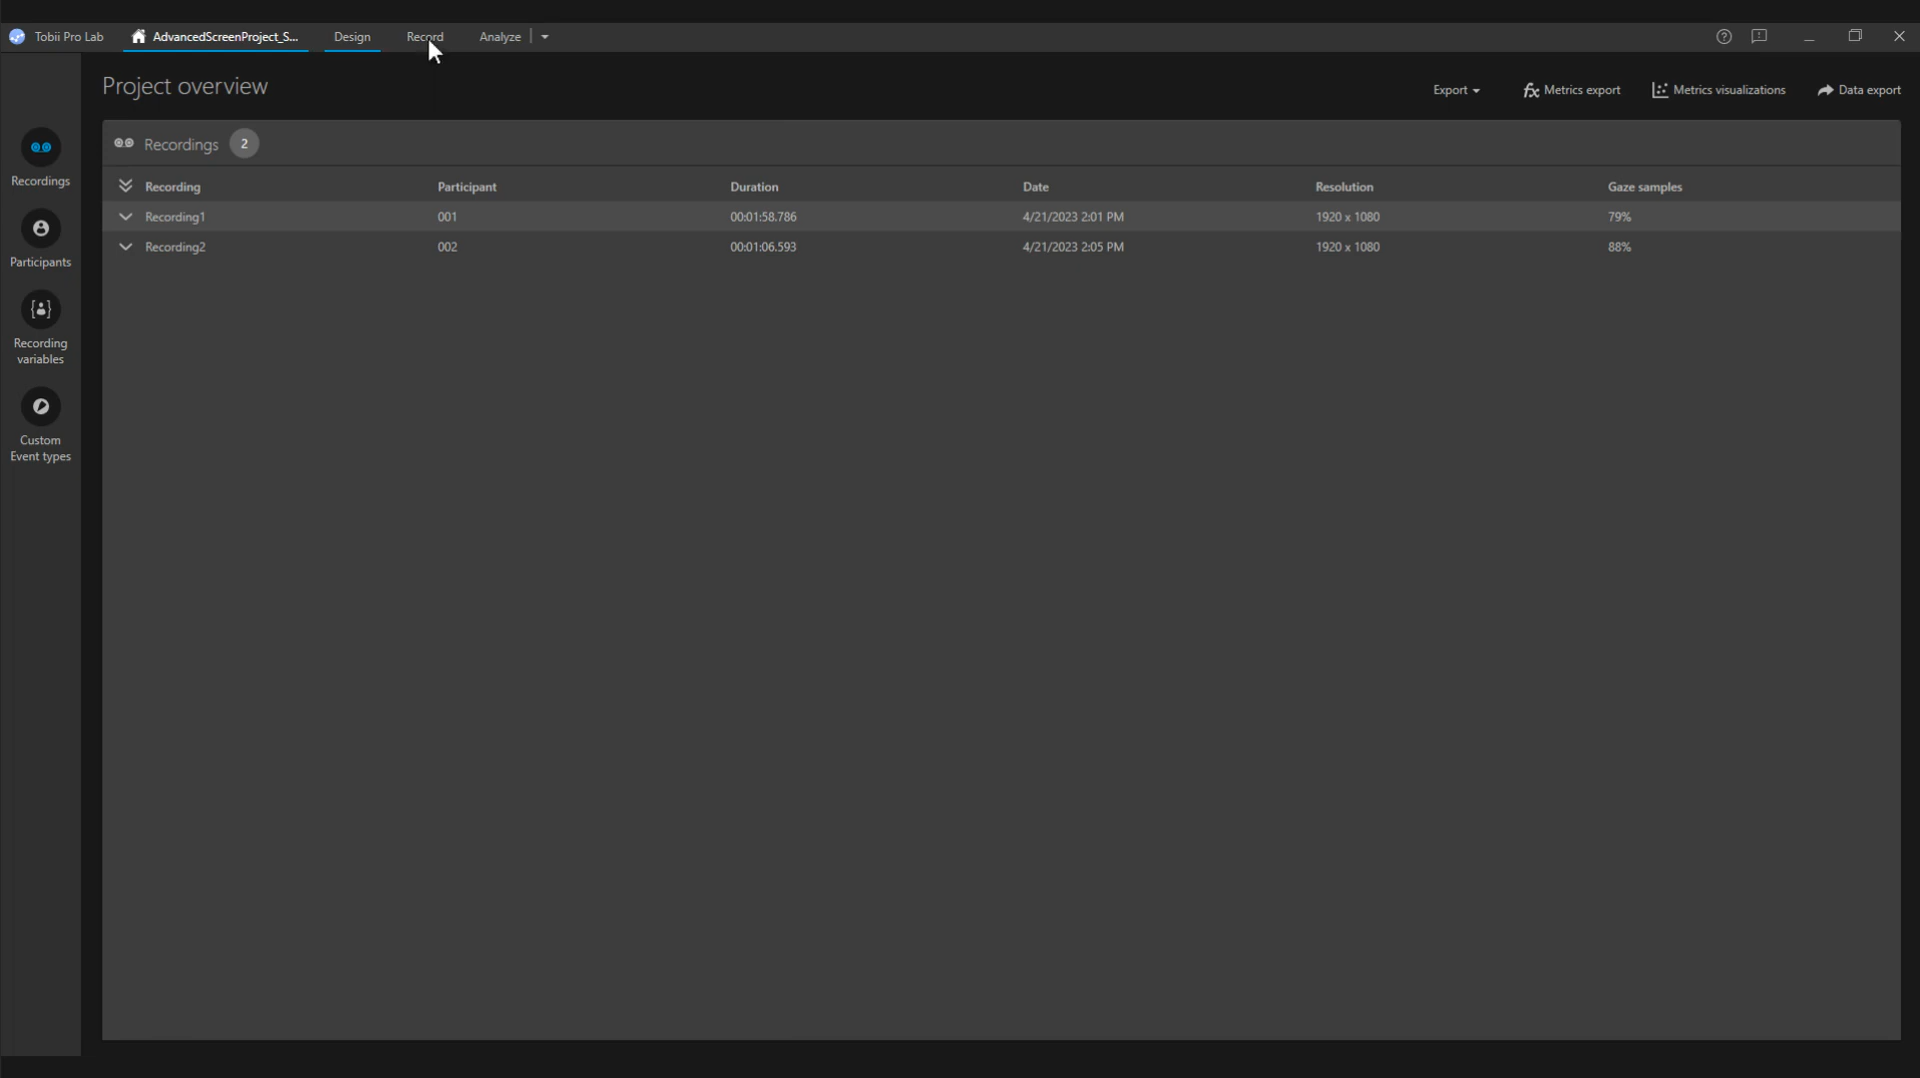 Tobii Pro Lab AdvancedScreenProject_S... Design Record Analyze
Project overview
Export Metrics export Metrics visualizations Data export
Recordings 2
Recording Participant Duration Date Resolution Gaze samples
Recording1 001 00:01:58.786 4/21/2023 2:01 PM 1920 x 1080 79%
Recording2 002 00:01:06.593 4/21/2023 2:05 PM 1920 x 1080 88%
Recordings
Participants
Recording
variables
Custom
Event types